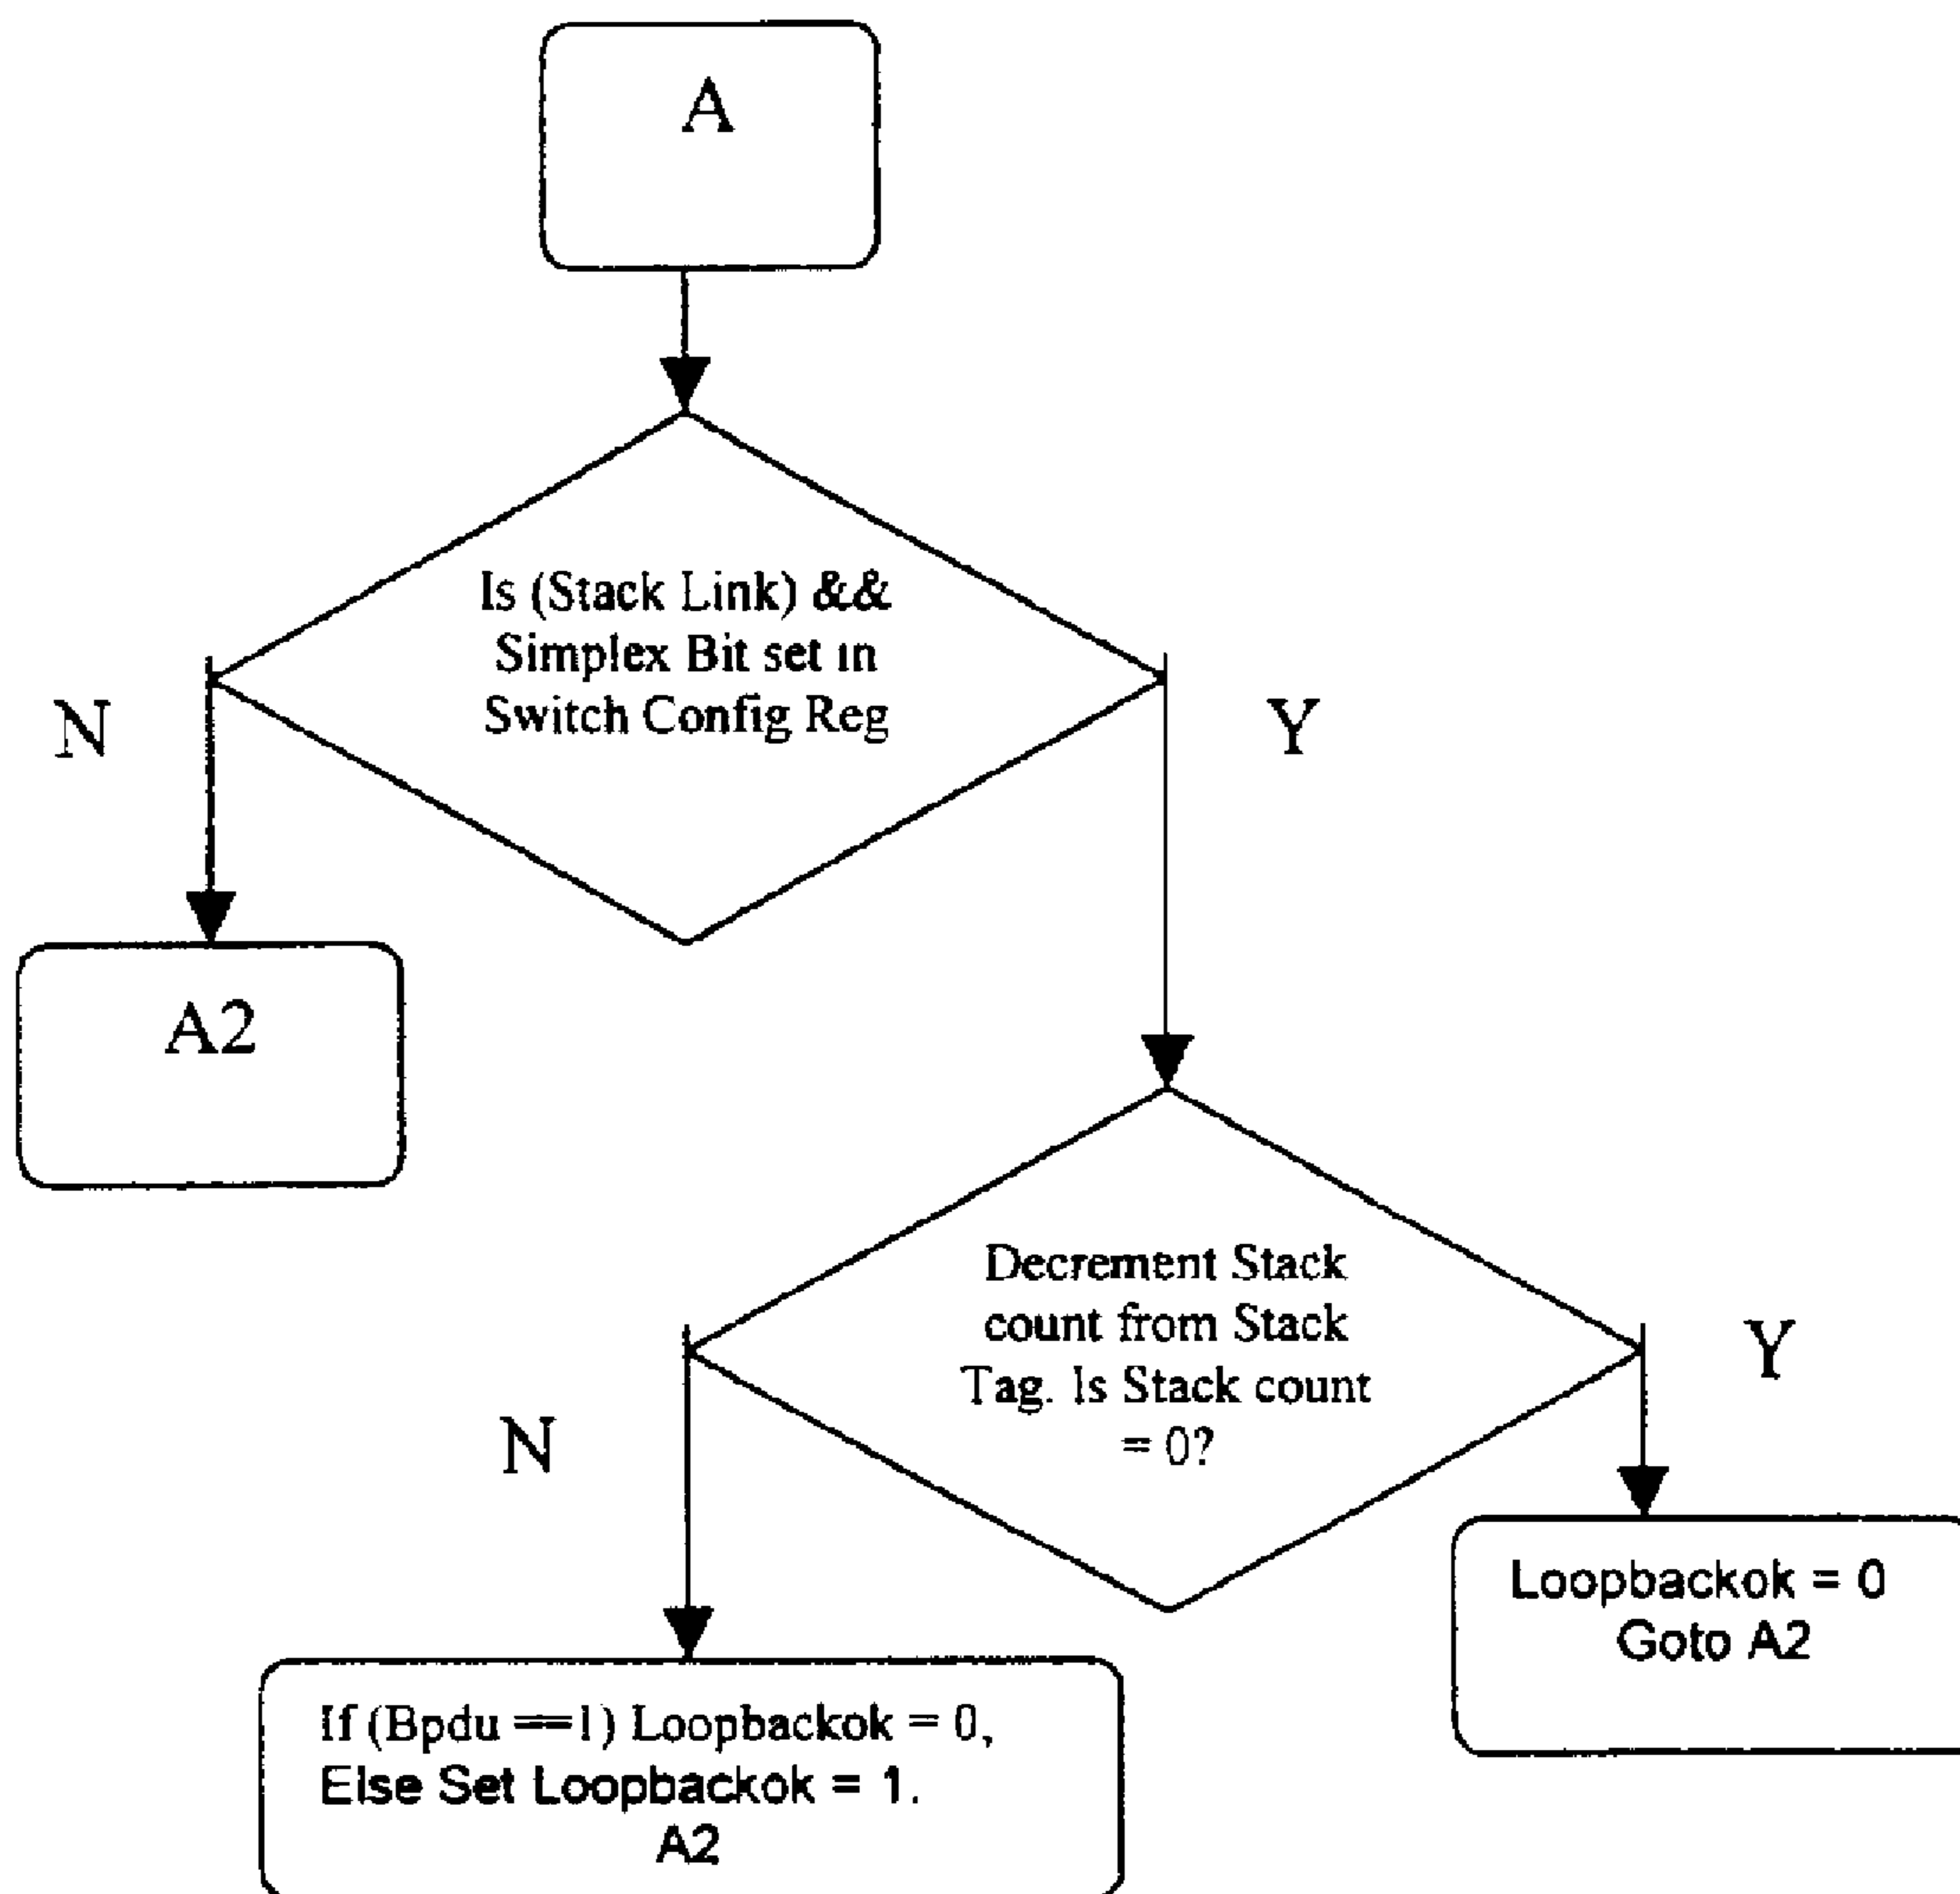 A
Is (Stack Link) &&
Simplex Bit set in
Switch Config Reg
N
Y
A2
Decrement Stack
count from Stack
Tag. Is Stack count
= 0?
N
Y
Loopbackok = 0
Goto A2
If (Bpdu ==1) Loopbackok = 0,
Else Set Loopbackok = 1.
A2